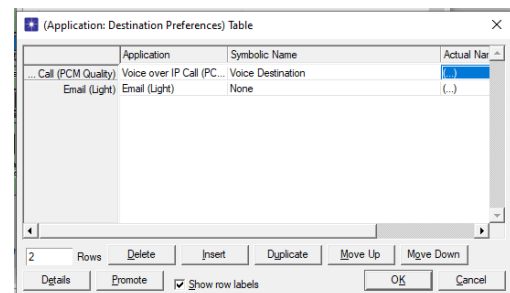 (Application: Destination Preferences) Table
Application Symbolic Name Actual Nar
... Call (PCM Quality) Voice over IP Call (PC... Voice Destination (...)
Email (Light) Email (Light) None (...)
2 Rows Delete Insert Duplicate Move Up Move Down
Details Promote Show row labels OK Cancel